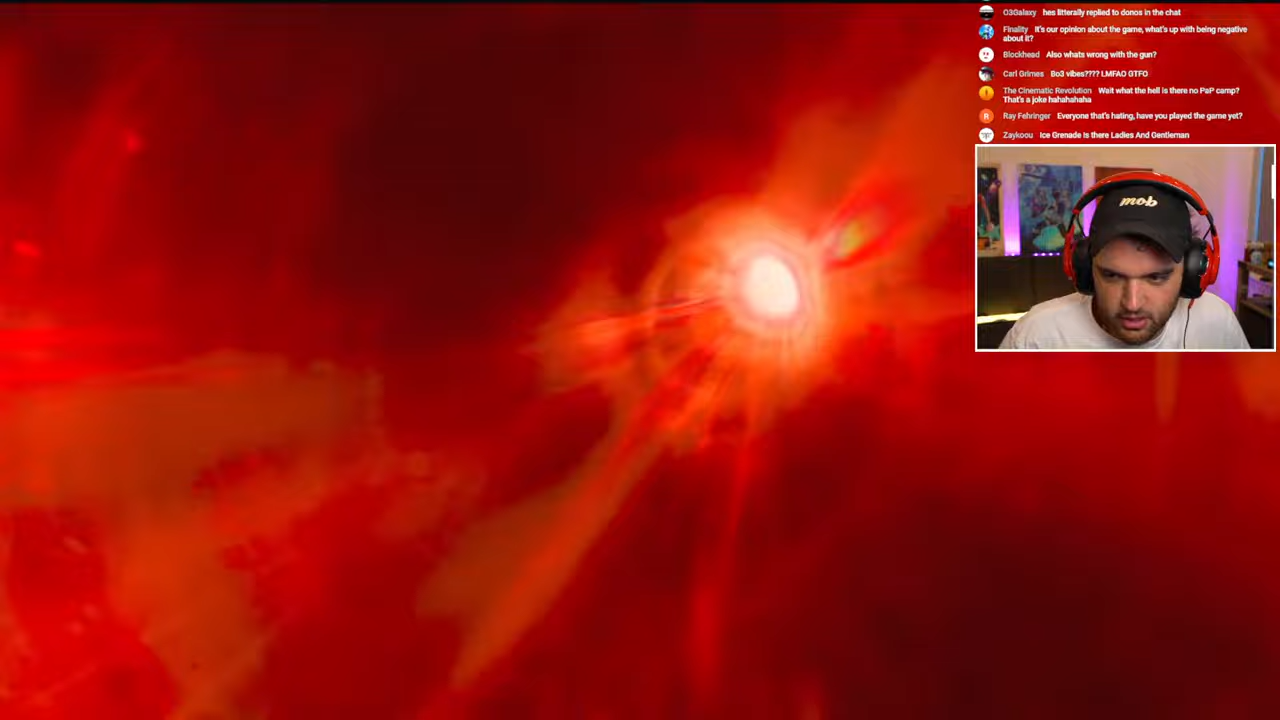 O3Galaxy hes litterally replied to donos in the chat
Finality It's our opinion about the game, what's up with being negative
about it?
Blockhead Also whats wrong with the gun?
Carl Grimes Bo3 vibes???? LMFAO GTFO
The Cinematic Revolution Wait what the hell is there no PaP camp?
That's a joke hahahahaha
R Ray Fehringer Everyone that's hating, have you played the game yet?
Zaykoou Ice Grenade Is there Ladies And Gentleman
mob